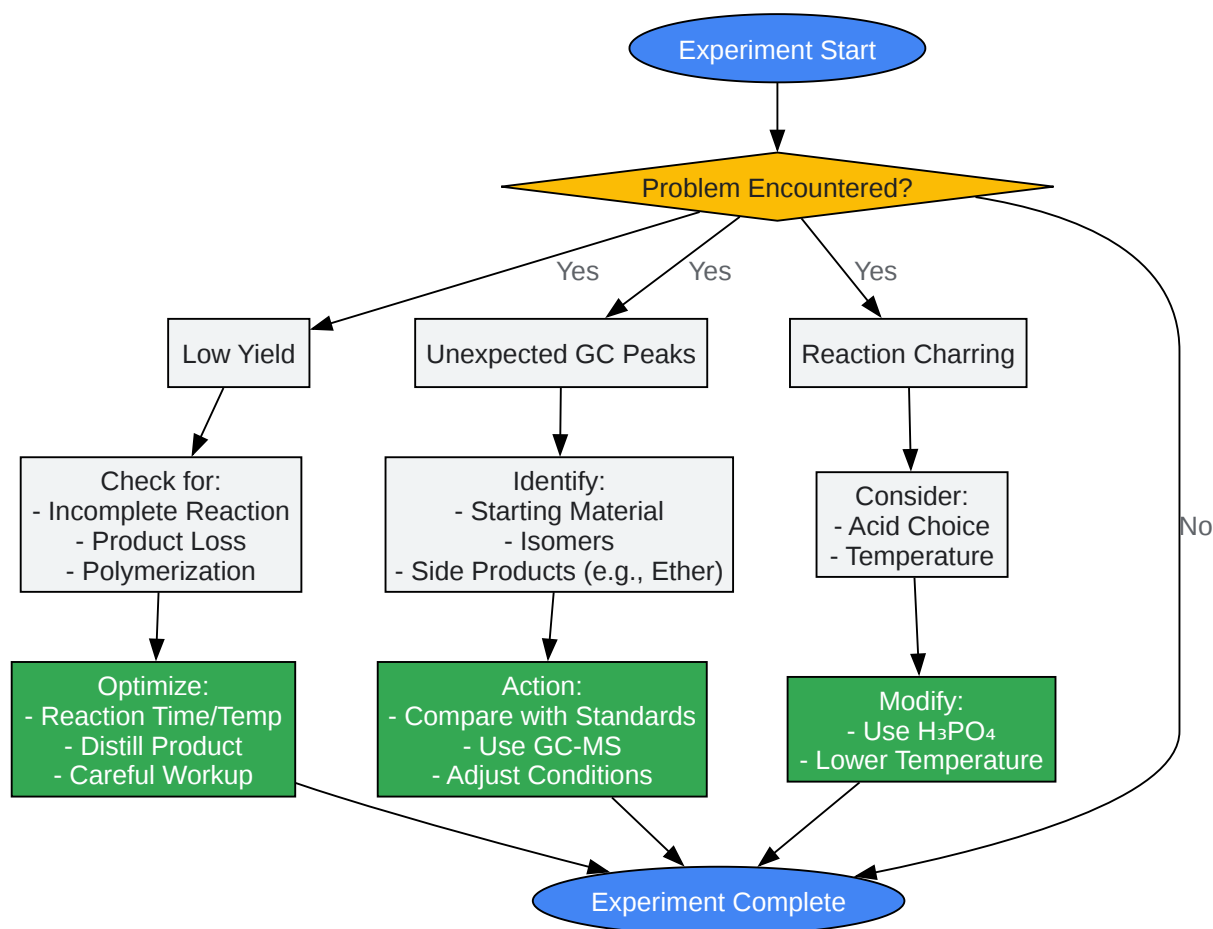 Experiment Start
Problem Encountered?
Yes
Yes
Yes
No
Low Yield
Unexpected GC Peaks
Reaction Charring
Check for:
- Incomplete Reaction
- Product Loss
- Polymerization
Identify:
- Starting Material
- Isomers
- Side Products (e.g., Ether)
Consider:
- Acid Choice
- Temperature
Optimize:
- Reaction Time/Temp
- Distill Product
- Careful Workup
Action:
- Compare with Standards
- Use GC-MS
- Adjust Conditions
Modify:
- Use H₃PO₄
- Lower Temperature
Experiment Complete